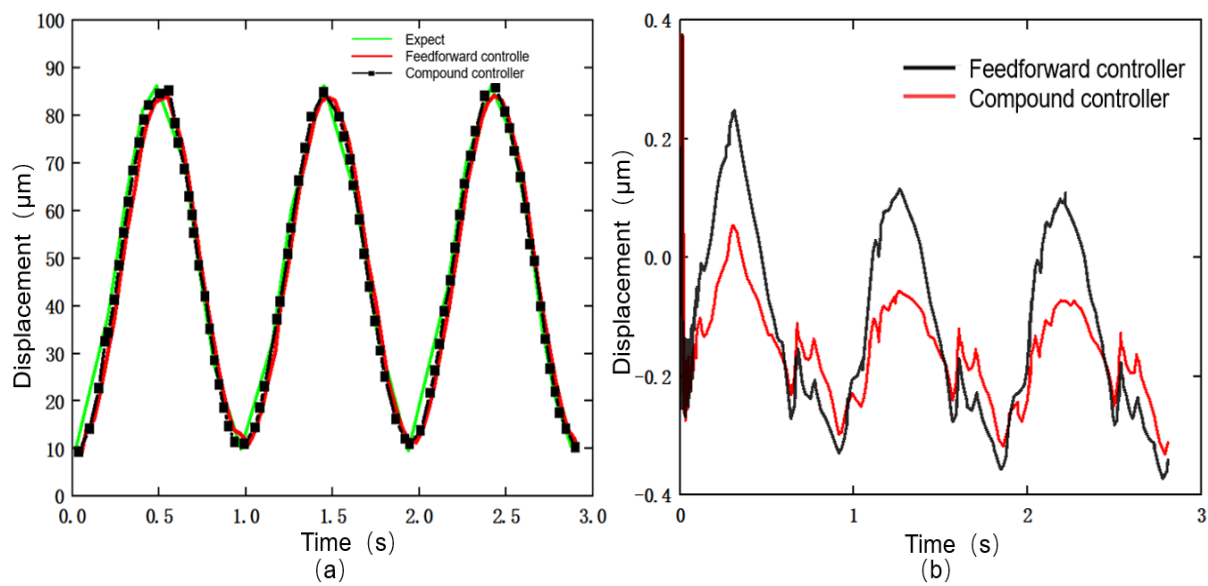 100
90
80
70
60
50
40
30
20
10
0
Displacement（μm）
Expect
Feedforward controlle
Compound controller
0.0 0.5 1.0 1.5 2.0 2.5 3.0
Time（s）
（a）
0.4
0.2
0.0
-0.2
-0.4
Displacement（μm）
Feedforward controller
Compound controller
0 1 2 3
Time（s）
（b）